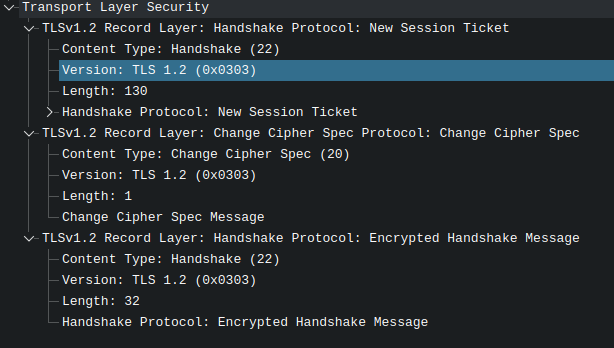 Transport Layer Security
TLSv1.2 Record Layer: Handshake Protocol: New Session Ticket
Content Type: Handshake (22)
Version: TLS 1.2 (0x0303)
Length: 130
Handshake Protocol: New Session Ticket
TLSv1.2 Record Layer: Change Cipher Spec Protocol: Change Cipher Spec
Content Type: Change Cipher Spec (20)
Version: TLS 1.2 (0x0303)
Length: 1
Change Cipher Spec Message
TLSv1.2 Record Layer: Handshake Protocol: Encrypted Handshake Message
Content Type: Handshake (22)
Version: TLS 1.2 (0x0303)
Length: 32
Handshake Protocol: Encrypted Handshake Message